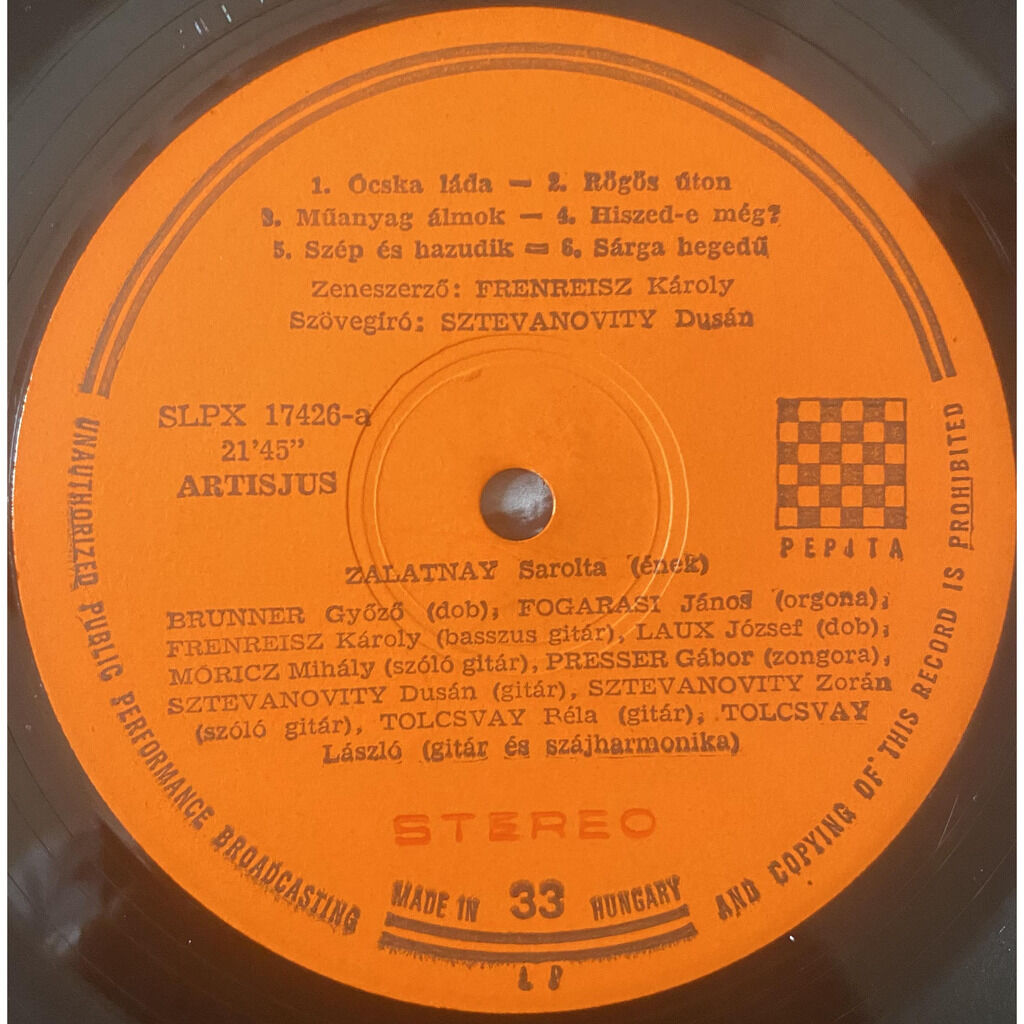 1. Ócska láda — 2. Rögös úton
3. Műanyag álmok — 4. Hiszed-e még?
5. Szép és hazudik — 6. Sárga hegedű
Zeneszerző: FRENREISZ Károly
Szövegíró: SZTEVANOVITY Dusán
SLPX 17426-a
21'45”
ARTISJUS
PEPITA
ZALATNAY Sarolta (ének)
BRUNNER Győző (dob), FOGARASI János (orgona),
FRENREISZ Károly (basszus gitár), LAUX József (dob),
MÓRICZ Mihály (szóló gitár), PRESSER Gábor (zongora),
SZTEVANOVITY Dusán (gitár), SZTEVANOVITY Zorán
(szóló gitár), TOLCSVAY Béla (gitár), TOLCSVAY
László (gitár és szájharmonika)
STEREO
MADE IN 33 HUNGARY
LP
UNAUTHORIZED PUBLIC PERFORMANCE BROADCASTING
AND COPYING OF THIS RECORD IS PROHIBITED